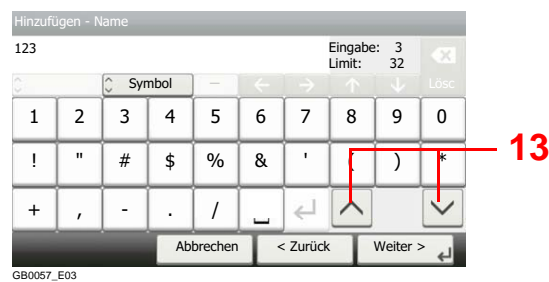 Hinzufügen - Name
123
Eingabe: 3
Limit: 32
Symbol
Lösc
1 2 3 4 5 6 7 8 9 0
! " # $ % & ' ( ) *
+ , - . /
13
Abbrechen < Zurück Weiter >
GB0057_E03